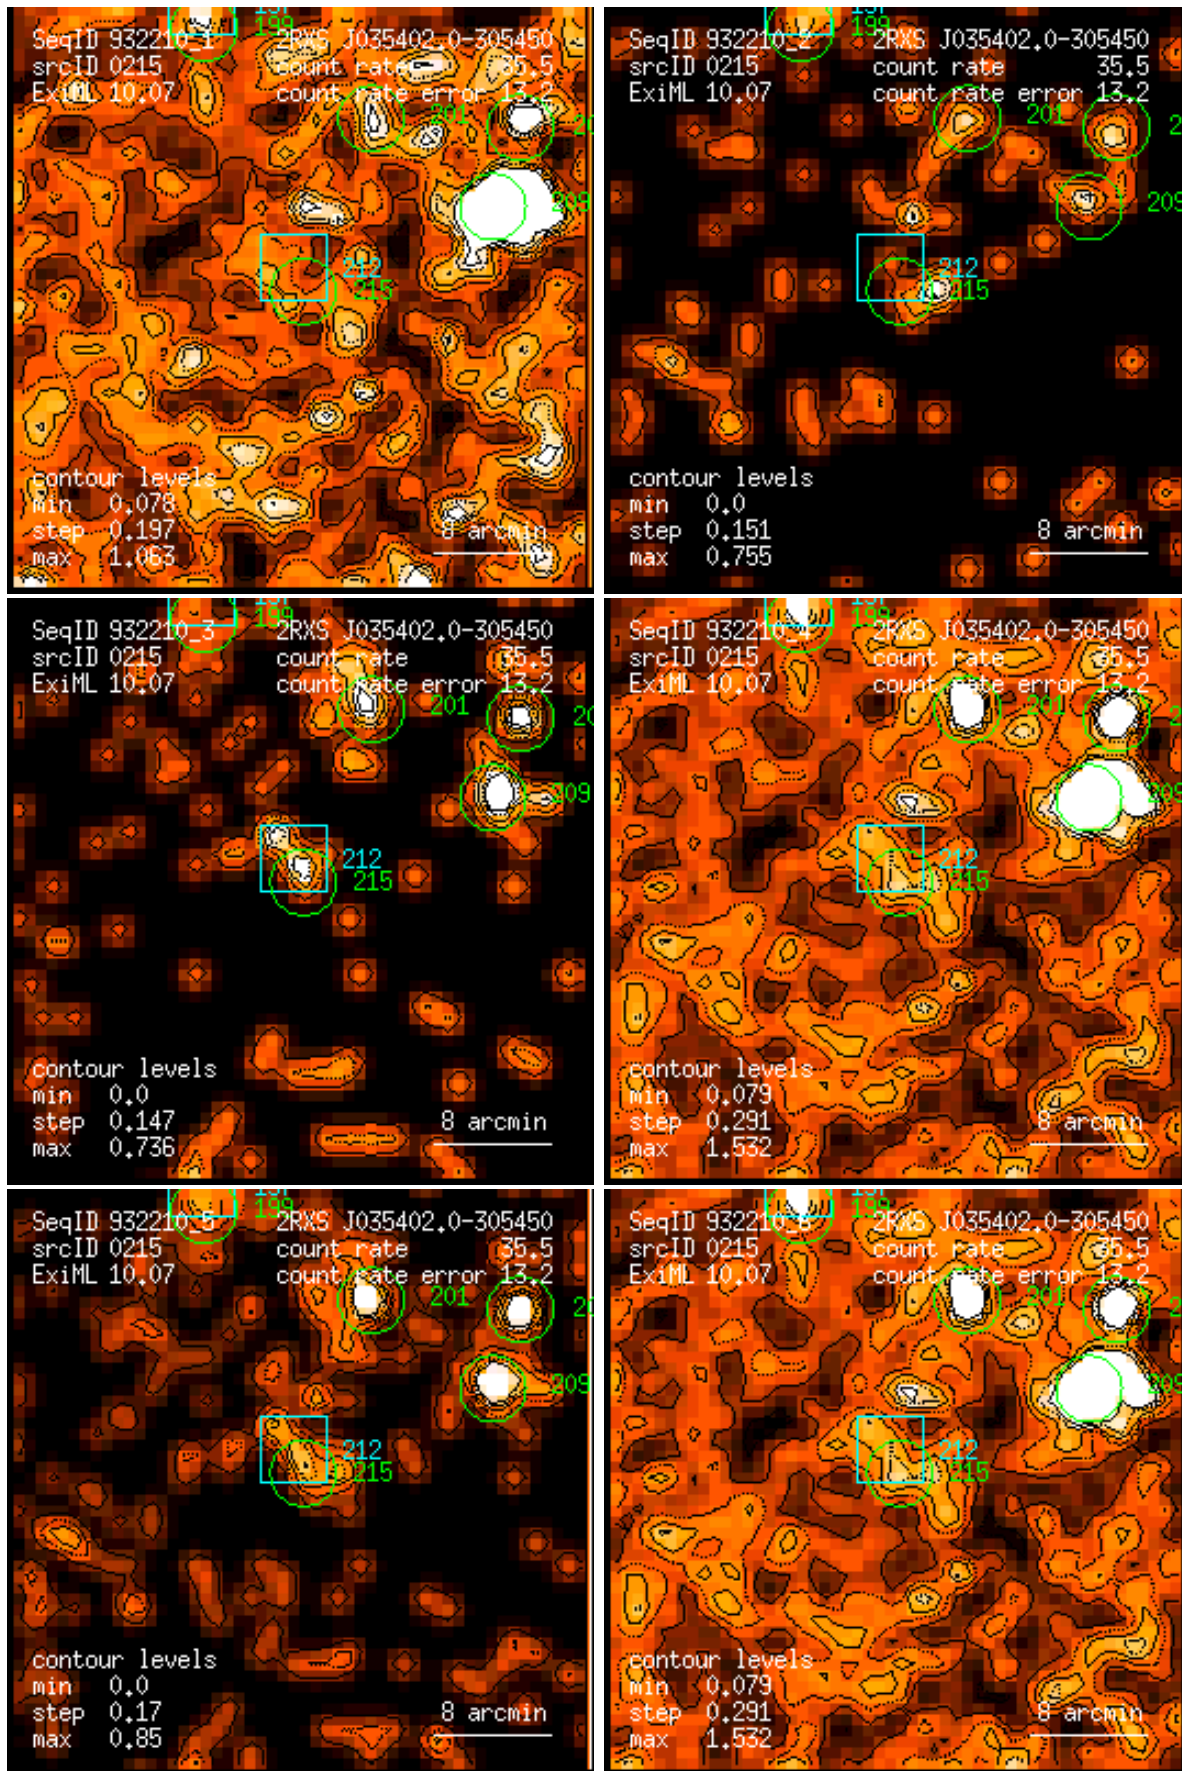 199
SeqID 932210_1 2RXS J035402.0-305450
srcID 0215 count rate 35.5
ExiML 10.07 count rate error 13.2
201
209
212
215
contour levels
min 0.078
step 0.197 8 arcmin
max 1.063
199
SeqID 932210_2 2RXS J035402.0-305450
srcID 0215 count rate 35.5
ExiML 10.07 count rate error 13.2
201
209
212
215
contour levels
min 0.0
step 0.151 8 arcmin
max 0.755
199
SeqID 932210_3 2RXS J035402.0-305450
srcID 0215 count rate 35.5
ExiML 10.07 count rate error 13.2
201
209
212
215
contour levels
min 0.0
step 0.147 8 arcmin
max 0.736
199
SeqID 932210_4 2RXS J035402.0-305450
srcID 0215 count rate 35.5
ExiML 10.07 count rate error 13.2
201
209
212
215
contour levels
min 0.079
step 0.291 8 arcmin
max 1.532
199
SeqID 932210_5 2RXS J035402.0-305450
srcID 0215 count rate 35.5
ExiML 10.07 count rate error 13.2
201
209
212
215
contour levels
min 0.0
step 0.17 8 arcmin
max 0.85
199
SeqID 932210_6 2RXS J035402.0-305450
srcID 0215 count rate 35.5
ExiML 10.07 count rate error 13.2
201
209
212
215
contour levels
min 0.079
step 0.291 8 arcmin
max 1.532